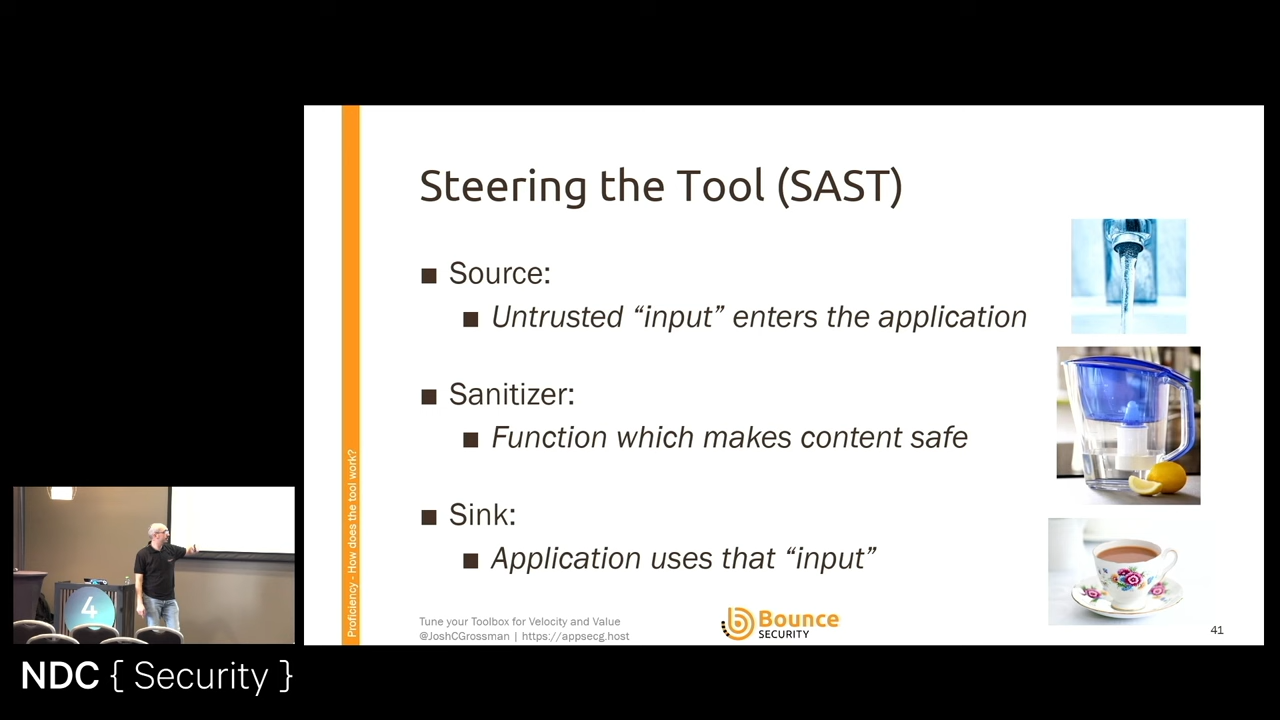 Steering the Tool (SAST)
■ Source:
■ Untrusted “input” enters the application
■ Sanitizer:
■ Function which makes content safe
■ Sink:
■ Application uses that “input”
Proficiency - How does the tool work?
Tune your Toolbox for Velocity and Value
@JoshCGrossman | https://appsecg.host
Bounce
SECURITY
41
4
NDC { Security }